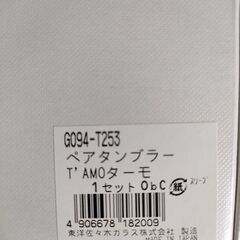 G094-T253
ペアタンブラー
T'AMOターモ
1セット ObC
紙 スリーブ
4 906678 182009
東洋佐々木ガラス株式会社 製造
MADE IN JAPAN